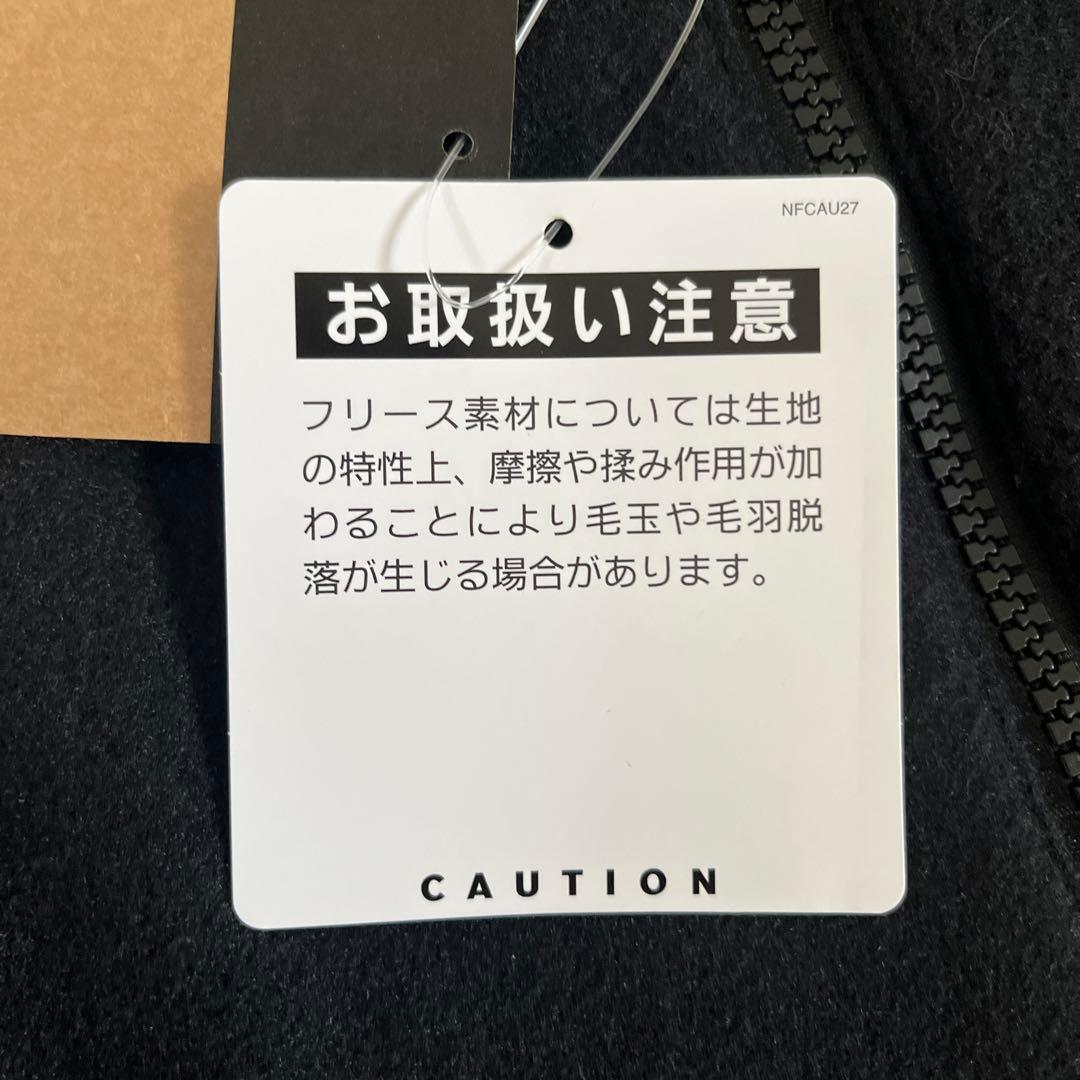 NFCAU27
お取扱い注意
フリース素材については生地
の特性上、摩擦や揉み作用が加
わることにより毛玉や毛羽脱
落が生じる場合があります。
CAUTION